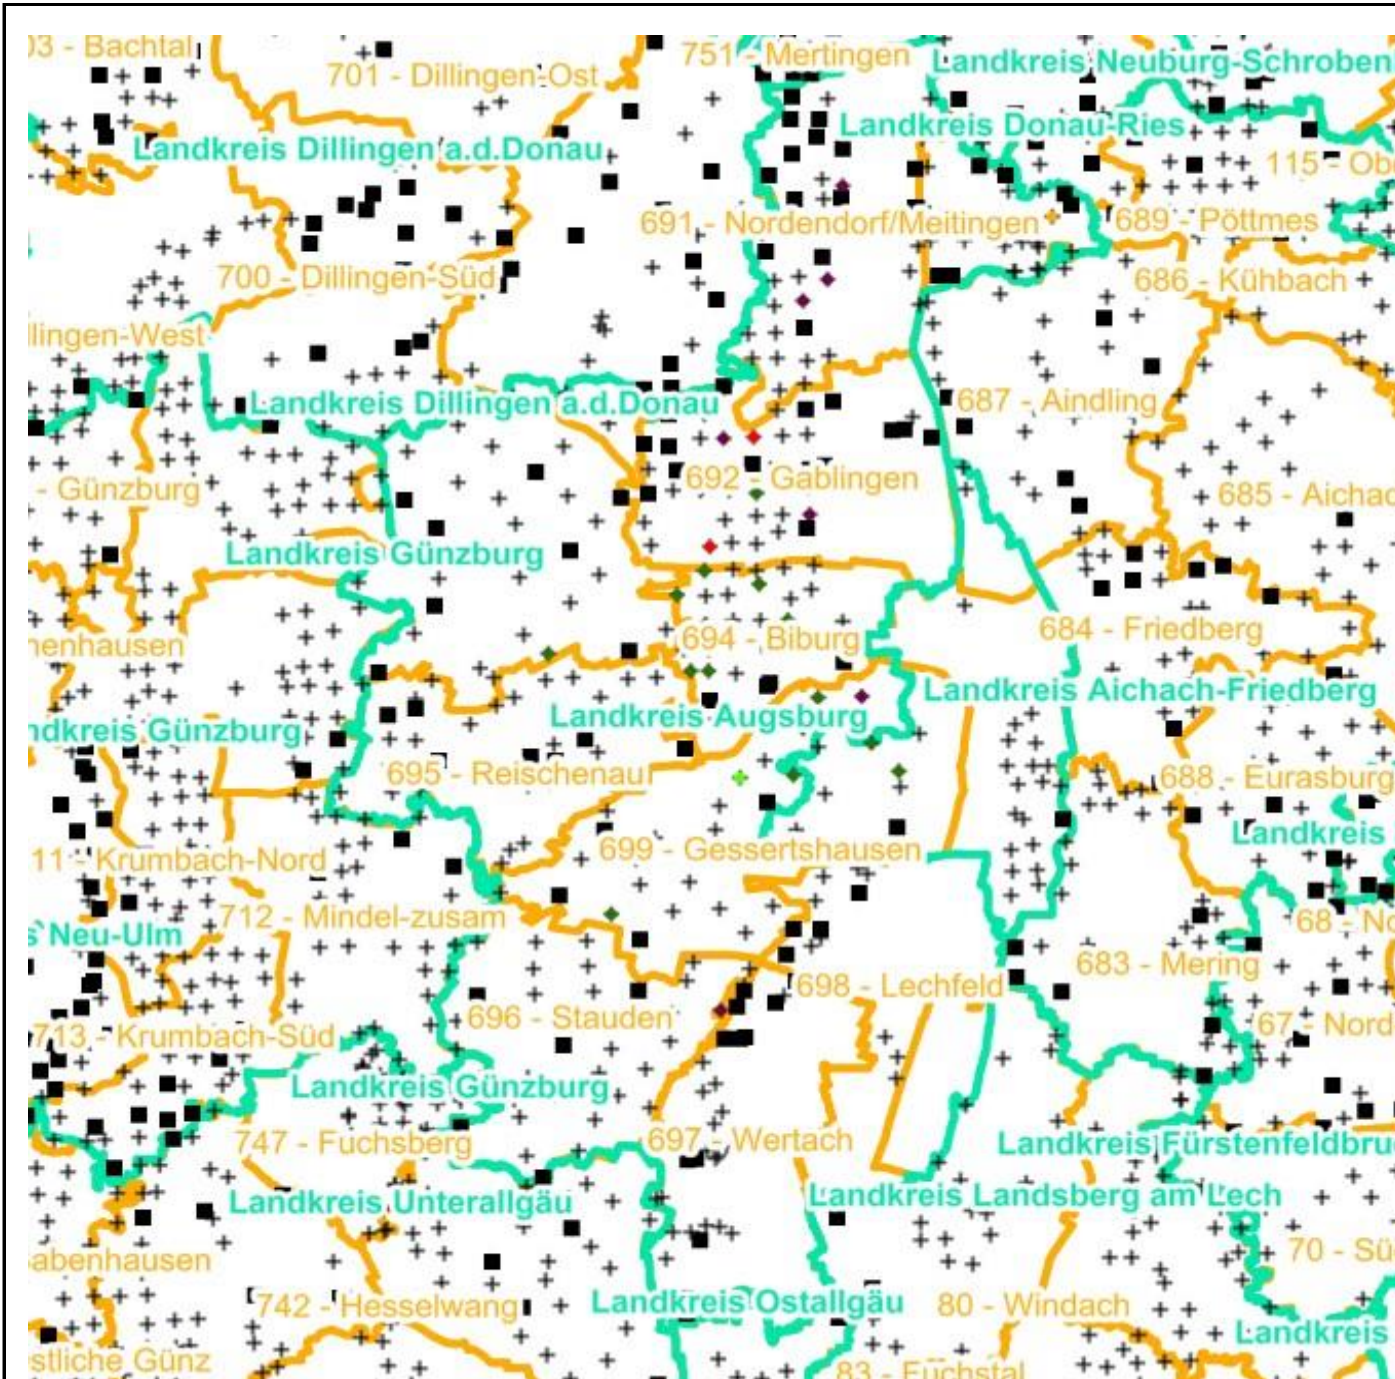 03 - Bachtal
751 - Mertingen
Landkreis Neuburg-Schroben
701 - Dillingen-Ost
Landkreis Donau-Ries
Landkreis Dillingen a.d.Donau
115 - Ob
691 - Nordendorf/Meitingen
689 - Pöttmes
700 - Dillingen-Süd
686 - Kühbach
llingen-West
Landkreis Dillingen a.d.Donau
687 - Aindling
692 - Gablingen
- Günzburg
685 - Aichac
Landkreis Günzburg
684 - Friedberg
694 - Biburg
nenhausen
Landkreis Aichach-Friedberg
Landkreis Augsburg
ndkreis Günzburg
695 - Reischenau
688 - Eurasburg
Landkreis
699 - Gessertshausen
11 - Krumbach-Nord
712 - Mindel-zusam
68 - No
s Neu-Ulm
683 - Mering
698 - Lechfeld
696 - Stauden
67 - Nord
713 - Krumbach-Süd
Landkreis Günzburg
697 - Wertach
747 - Fuchsberg
Landkreis Fürstenfeldbru
Landkreis Landsberg am Lech
Landkreis Unterallgäu
70 - Sü
abenhausen
742 - Hesselwang
Landkreis Ostallgäu
80 - Windach
Landkreis
stliche Günz
83 - Fuchstal